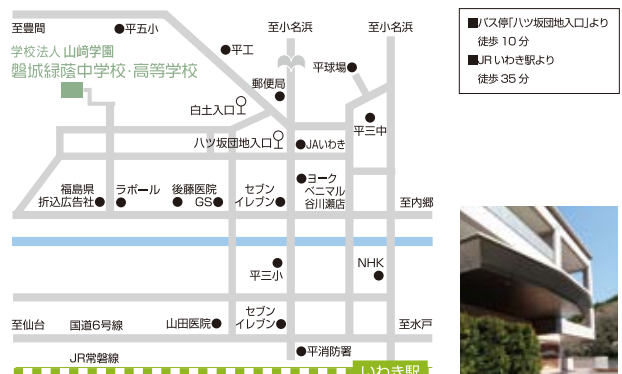 至豊間
平五小
至小名浜
至小名浜
平工
学校法人 山﨑学園
磐城緑蔭中学校・高等学校
郵便局
平球場
白土入口
平三中
八ツ坂団地入口
JAいわき
ヨーク
ベニマル
谷川瀬店
福島県
折込広告社
ラポール
後藤医院
GS
セブン
イレブン
至内郷
平三小
NHK
至仙台
国道6号線
山田医院
セブン
イレブン
至水戸
平消防署
JR常磐線
いわき駅
■バス停「八ツ坂団地入口」より
徒歩10分
■JRいわき駅より
徒歩35分